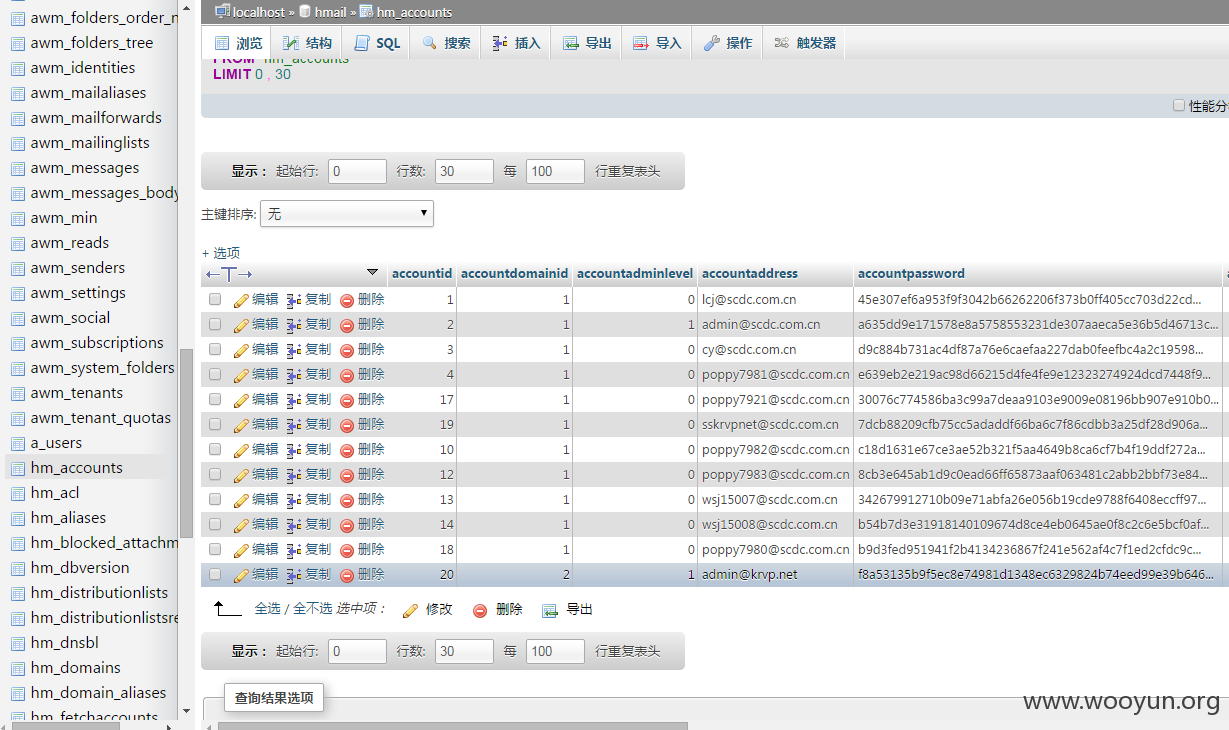 localhost » hmail » hm_accounts
浏览 结构 SQL 搜索 插入 导出 导入 操作 触发器
FROM `hm_accounts`
LIMIT 0 , 30
性能分
显示 : 起始行: 0 行数: 30 每 100 行重复表头
主键排序: 无
+ 选项
←T→ accountid accountdomainid accountadminlevel accountaddress accountpassword
编辑 复制 删除 1 1 0 lcj@scdc.com.cn 45e307ef6a953f9f3042b66262206f373b0ff405cc703d22cd...
编辑 复制 删除 2 1 1 admin@scdc.com.cn a635dd9e171578e8a5758553231de307aaeca5e36b5d46713c...
编辑 复制 删除 3 1 0 cy@scdc.com.cn d9c884b731ac4df87a76e6caefaa227dab0feefbc4a2c19598...
编辑 复制 删除 4 1 0 poppy7981@scdc.com.cn e639eb2e219ac98d66215d4fe4fe9e12323274924dcd7448f9...
编辑 复制 删除 17 1 0 poppy7921@scdc.com.cn 30076c774586ba3c99a7deaa9103e9009e08196bb907e910b0...
编辑 复制 删除 19 1 0 sskrvpnet@scdc.com.cn 7dcb88209cfb75cc5adaddf66ba6c7f86cdbb3a25df28d906a...
编辑 复制 删除 10 1 0 poppy7982@scdc.com.cn c18d1631e67ce3ae52b321f5aa4649b8ca6cf7b4f19ddf272a...
编辑 复制 删除 12 1 0 poppy7983@scdc.com.cn 8cb3e645ab1d9c0ead66ff65873aaf063481c2abb2bbf73e84...
编辑 复制 删除 13 1 0 wsj15007@scdc.com.cn 342679912710b09e71abfa26e056b19cde9788f6408eccff97...
编辑 复制 删除 14 1 0 wsj15008@scdc.com.cn b54b7d3e31918140109674d8ce4eb0645ae0f8c2c6e5bcf0af...
编辑 复制 删除 18 1 0 poppy7980@scdc.com.cn b9d3fed951941f2b4134236867f241e562af4c7f1ed2cfdc9c...
编辑 复制 删除 20 2 1 admin@krvp.net f8a53135b9f5ec8e74981d1348ec6329824b74eed99e39b646...
全选 / 全不选 选中项 : 修改 删除 导出
显示 : 起始行: 0 行数: 30 每 100 行重复表头
查询结果选项
awm_folders_order_n
awm_folders_tree
awm_identities
awm_mailaliases
awm_mailforwards
awm_mailinglists
awm_messages
awm_messages_body
awm_min
awm_reads
awm_senders
awm_settings
awm_social
awm_subscriptions
awm_system_folders
awm_tenants
awm_tenant_quotas
a_users
hm_accounts
hm_acl
hm_aliases
hm_blocked_attachm
hm_dbversion
hm_distributionlists
hm_distributionlistsre
hm_dnsbl
hm_domains
hm_domain_aliases
hm_fetchaccounts
www.wooyun.org